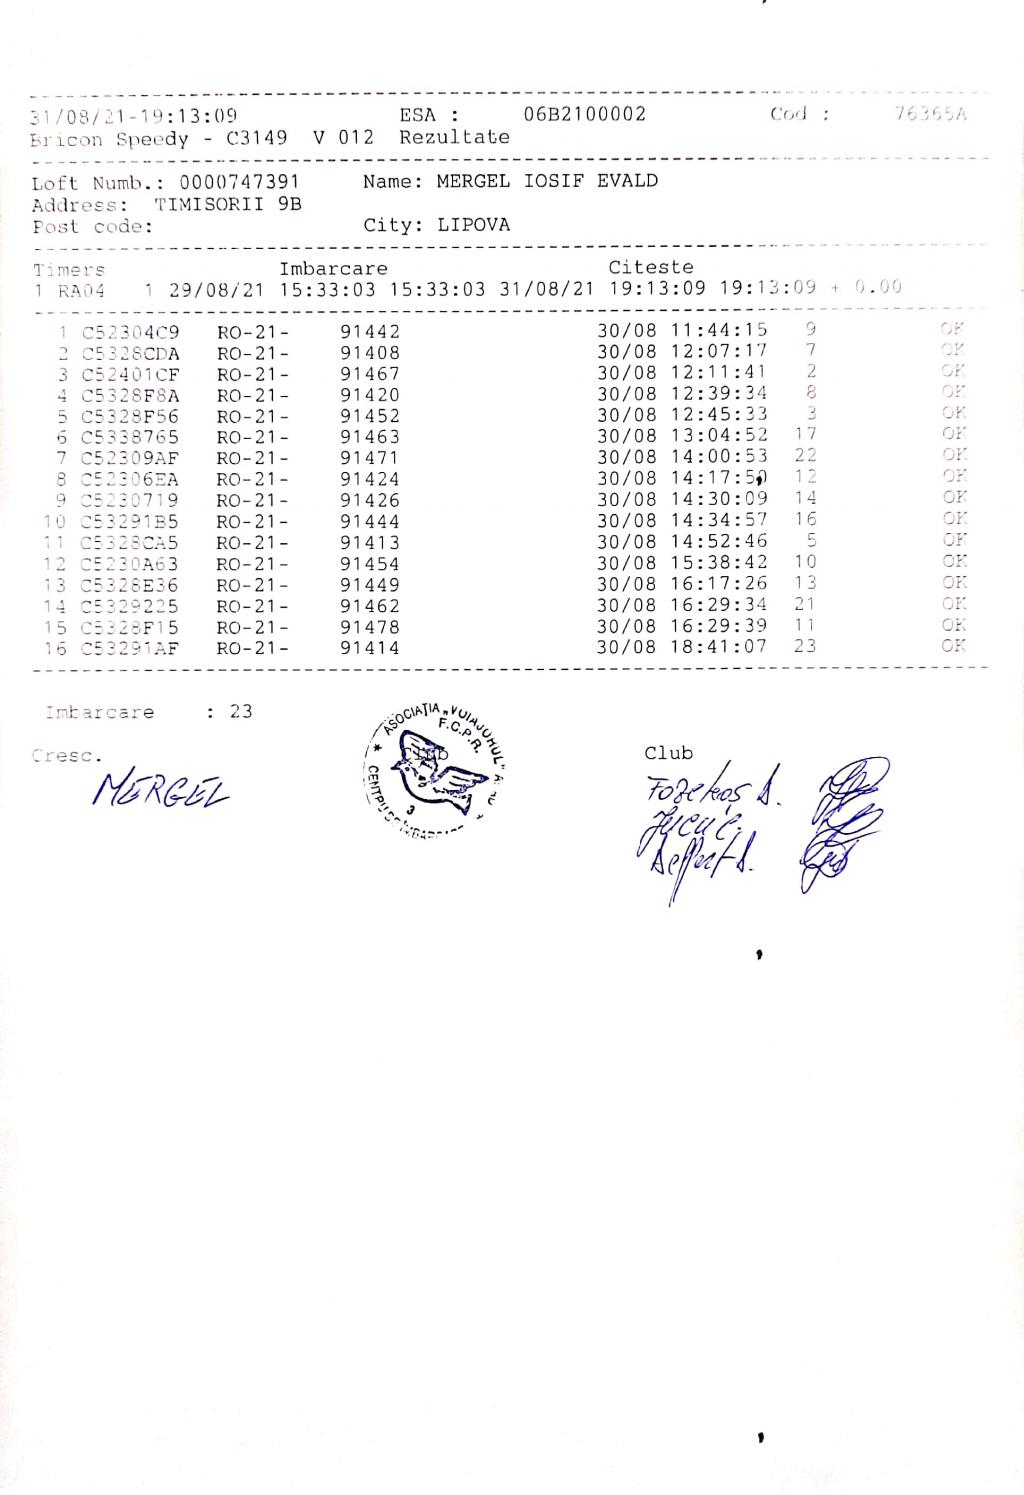 31/08/21-19:13:09 ESA : 06B2100002 Cod : 76365A
Bricon Speedy - C3149 V 012 Rezultate
Loft Numb.: 0000747391 Name: MERGEL IOSIF EVALD
Address: TIMISORII 9B
Post code: City: LIPOVA
Timers Imbarcare Citeste
1 RA04 1 29/08/21 15:33:03 15:33:03 31/08/21 19:13:09 19:13:09 + 0.00
1 C52304C9 RO-21- 91442 30/08 11:44:15 9 OK
2 C5328CDA RO-21- 91408 30/08 12:07:17 7 OK
3 C52401CF RO-21- 91467 30/08 12:11:41 2 OK
4 C5328F8A RO-21- 91420 30/08 12:39:34 8 OK
5 C5328F56 RO-21- 91452 30/08 12:45:33 3 OK
6 C5338765 RO-21- 91463 30/08 13:04:52 17 OK
7 C52309AF RO-21- 91471 30/08 14:00:53 22 OK
8 C52306EA RO-21- 91424 30/08 14:17:50 12 OK
9 C5230719 RO-21- 91426 30/08 14:30:09 14 OK
10 C53291B5 RO-21- 91444 30/08 14:34:57 16 OK
11 C5328CA5 RO-21- 91413 30/08 14:52:46 5 OK
12 C5230A63 RO-21- 91454 30/08 15:38:42 10 OK
13 C5328E36 RO-21- 91449 30/08 16:17:26 13 OK
14 C5329225 RO-21- 91462 30/08 16:29:34 21 OK
15 C5328F15 RO-21- 91478 30/08 16:29:39 11 OK
16 C53291AF RO-21- 91414 30/08 18:41:07 23 OK
Imbarcare : 23
ASOCIAȚIA „VOIAJORUL"
F.C.P.R.
CENTRU DE IMBARCARE
3
Cresc. Club Club
MERGEL